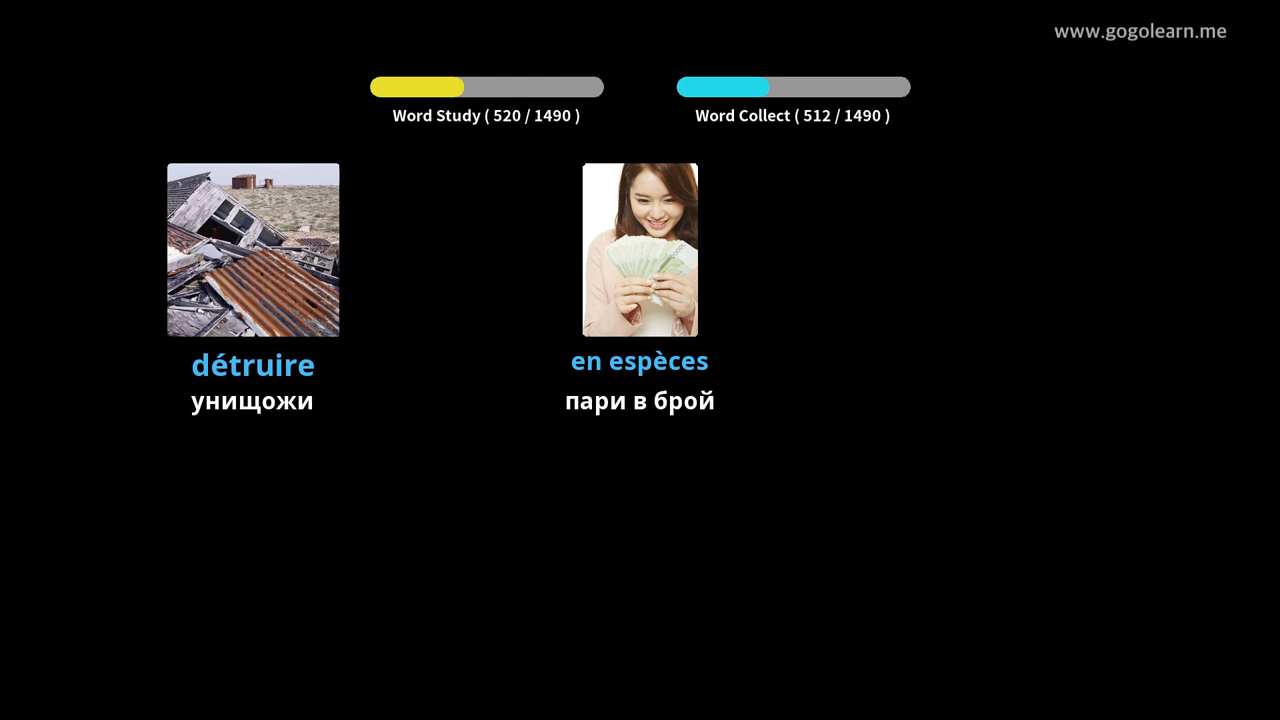 www.gogolearn.me
Word Study ( 520 / 1490 )
Word Collect ( 512 / 1490 )
détruire
унищожи
en espèces
пари в брой